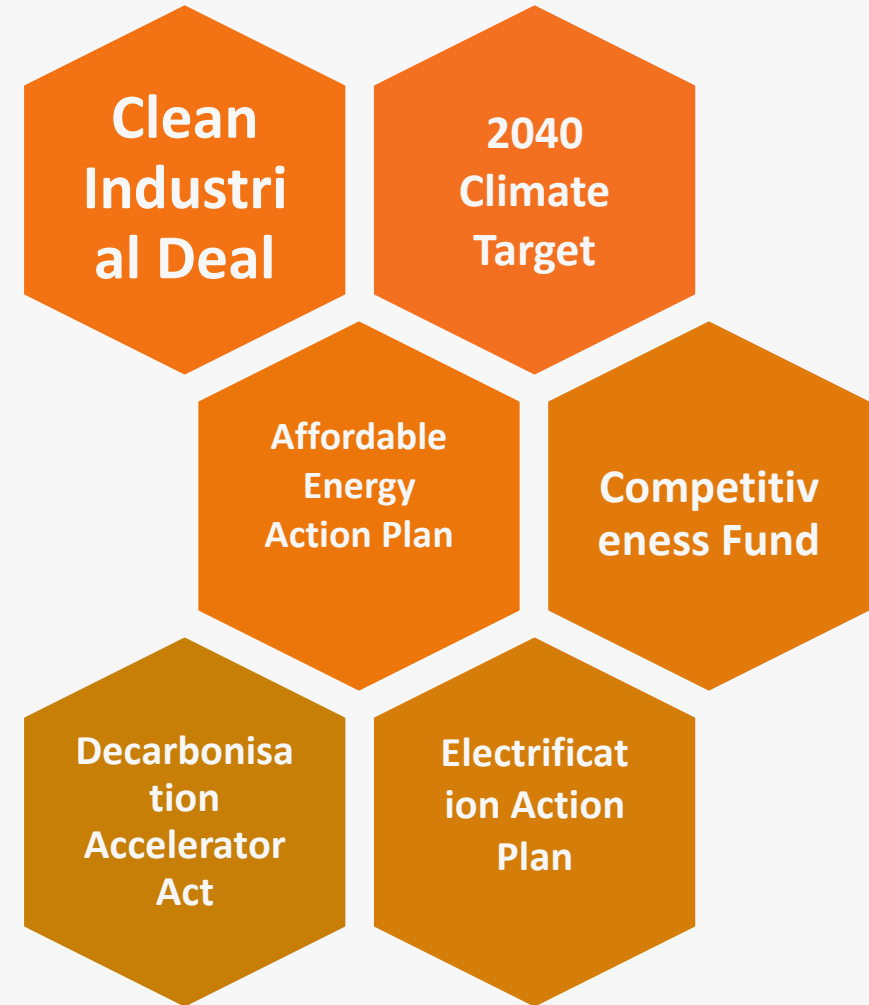 Clean
Industri
al Deal
2040
Climate
Target
Affordable
Energy
Action Plan
Competitiv
eness Fund
Decarbonisa
tion
Accelerator
Act
Electrificat
ion Action
Plan